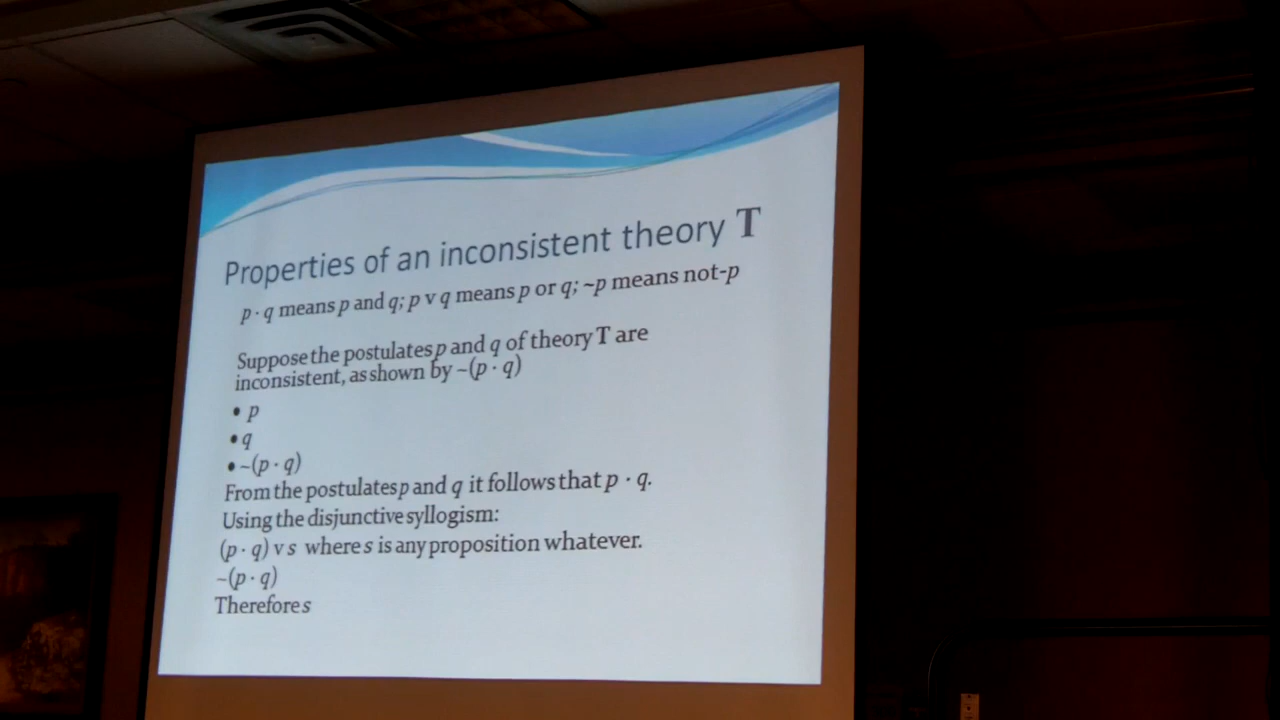 Properties of an inconsistent theory T
p · q means p and q; p v q means p or q; ~p means not-p
Suppose the postulates p and q of theory T are
inconsistent, as shown by ~(p · q)
• p
• q
• ~(p · q)
From the postulates p and q it follows that p · q.
Using the disjunctive syllogism:
(p · q) v s where s is any proposition whatever.
~(p · q)
Therefore s